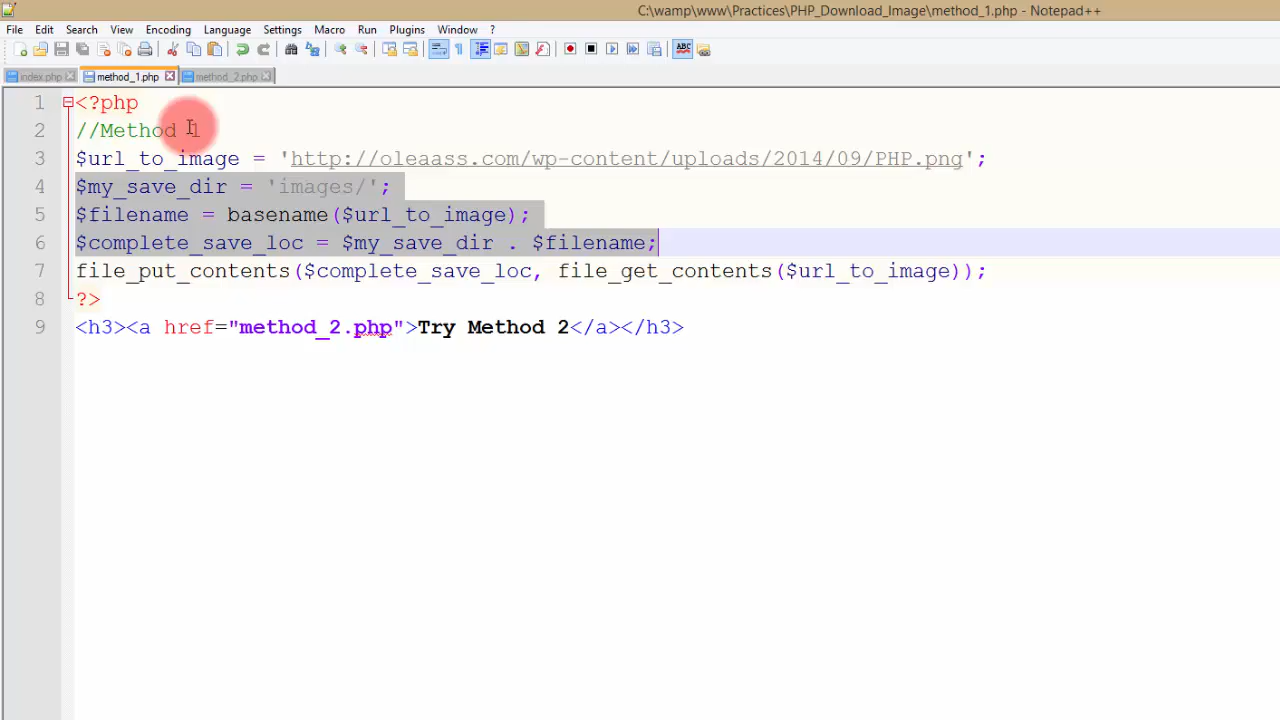 C:\wamp\www\Practices\PHP_Download_Image\method_1.php - Notepad++
File Edit Search View Encoding Language Settings Macro Run Plugins Window ?
ABC
index.php method_1.php method_2.php
1 <?php
2 //Method 1
3 $url_to_image = 'http://oleaass.com/wp-content/uploads/2014/09/PHP.png';
4 $my_save_dir = 'images/';
5 $filename = basename($url_to_image);
6 $complete_save_loc = $my_save_dir . $filename;
7 file_put_contents($complete_save_loc, file_get_contents($url_to_image));
8 ?>
9 <h3><a href="method_2.php">Try Method 2</a></h3>